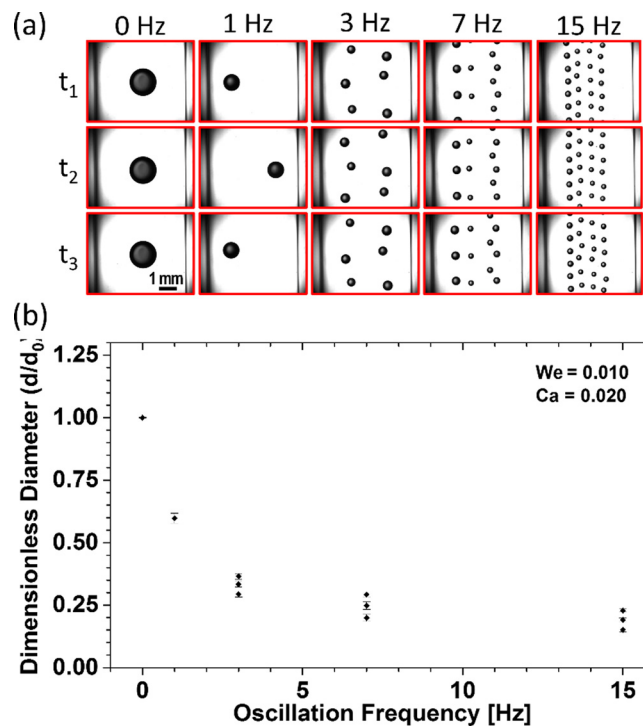 (a) 0 Hz 1 Hz 3 Hz 7 Hz 15 Hz
t1
t2
t3
1 mm
(b)
Dimensionless Diameter (d/d0)
1.25
1.00
0.75
0.50
0.25
0.00
We = 0.010
Ca = 0.020
0 5 10 15
Oscillation Frequency [Hz]